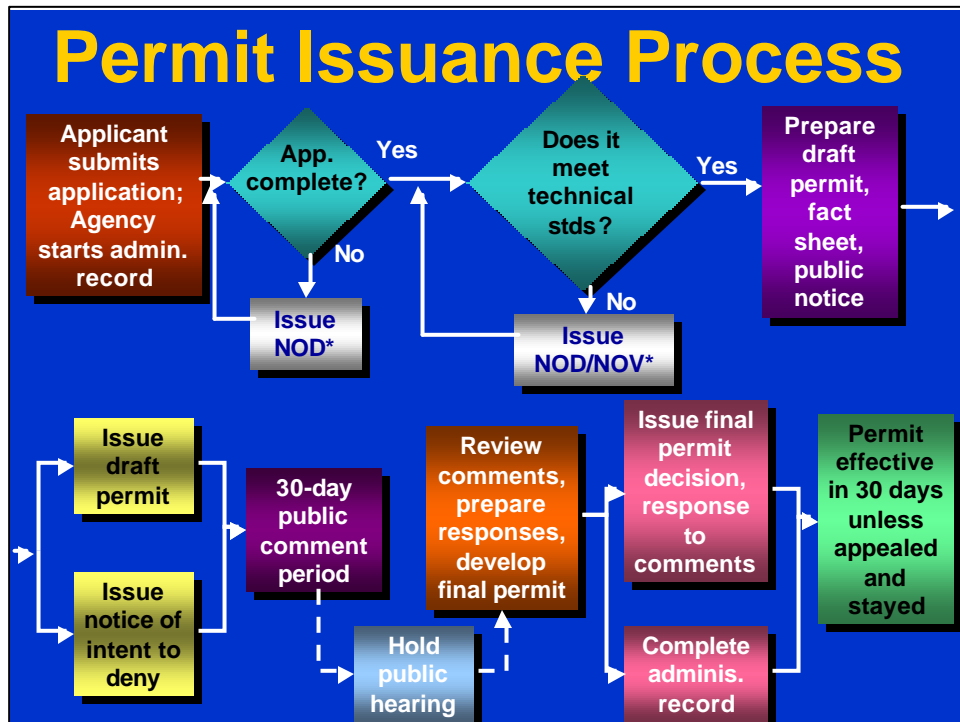 Permit Issuance Process
Applicant
submits
application;
Agency
starts admin.
record
App.
complete?
Yes
No
Issue
NOD*
Does it
meet
technical
stds?
Yes
No
Issue
NOD/NOV*
Prepare
draft
permit,
fact
sheet,
public
notice
Issue
draft
permit
Issue
notice of
intent to
deny
30-day
public
comment
period
Hold
public
hearing
Review
comments,
prepare
responses,
develop
final permit
Issue final
permit
decision,
response
to
comments
Complete
adminis.
record
Permit
effective
in 30 days
unless
appealed
and
stayed